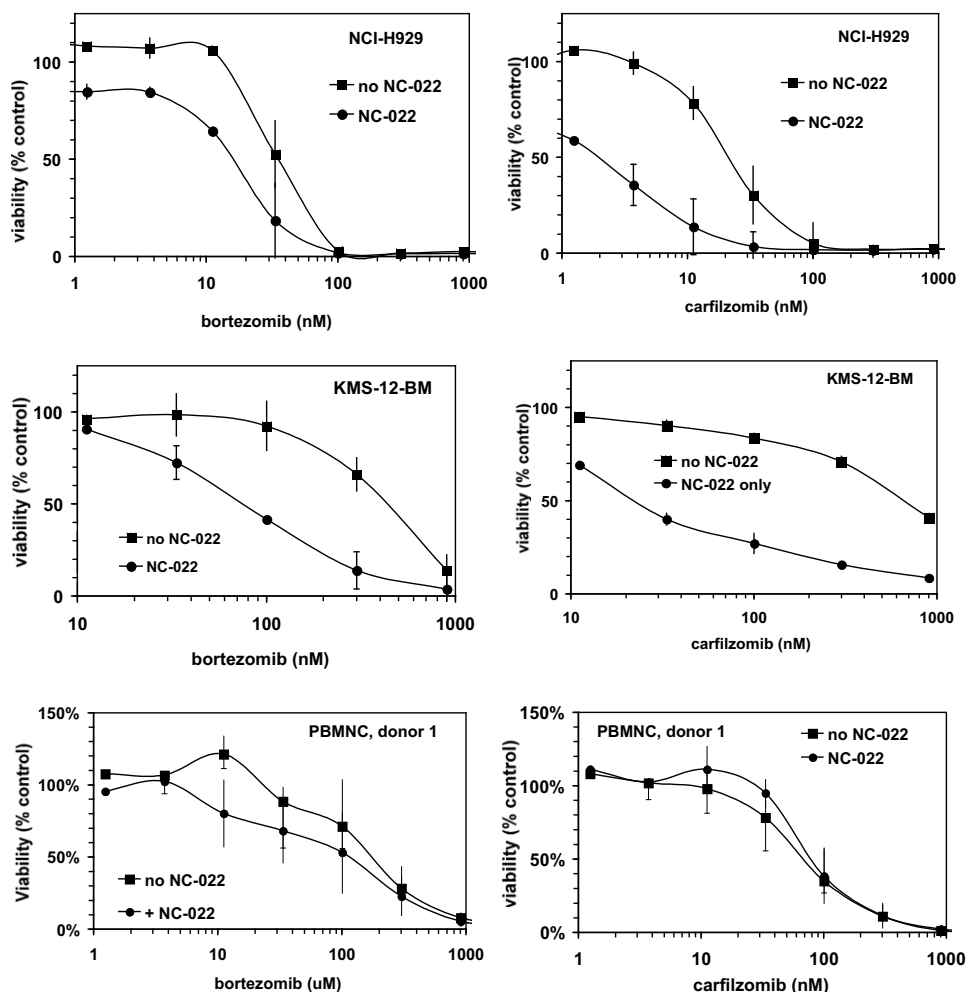 NCI-H929
no NC-022
NC-022
viability (% control)
100
50
0
1
10
100
1000
bortezomib (nM)
NCI-H929
no NC-022
NC-022
viability (% control)
100
50
0
1
10
100
1000
carfilzomib (nM)
KMS-12-BM
viability (% control)
100
50
0
no NC-022
NC-022
10
100
1000
bortezomib (nM)
KMS-12-BM
viability (% control)
100
50
0
no NC-022
NC-022 only
10
100
1000
carfilzomib (nM)
150%
PBMNC, donor 1
Viability (% control)
100%
50%
0%
no NC-022
+ NC-022
1
10
100
1000
bortezomib (uM)
150%
PBMNC, donor 1
no NC-022
NC-022
viability (% control)
100%
50%
0%
1
10
100
1000
carfilzomib (nM)